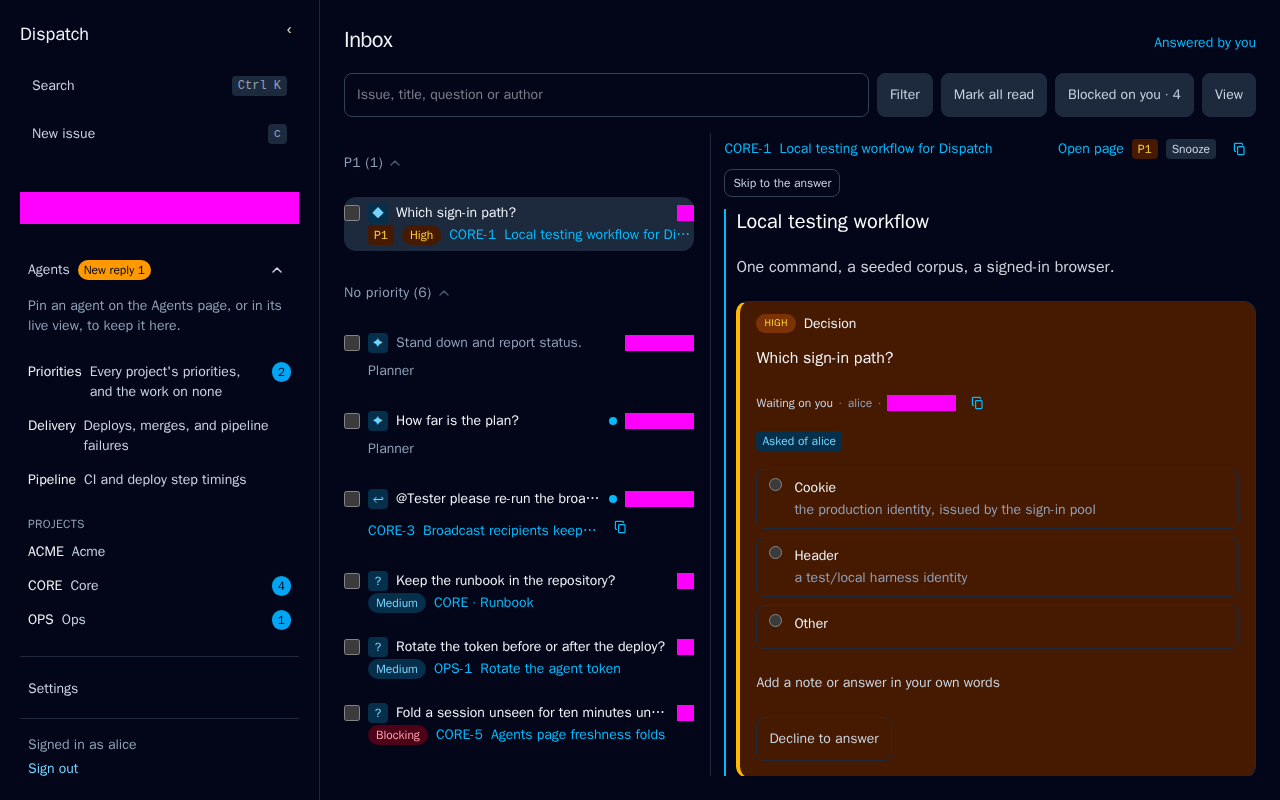 Dispatch
‹
Search
Ctrl K
New issue
C
Agents
New reply 1
Pin an agent on the Agents page, or in its
live view, to keep it here.
Priorities
Every project's priorities,
and the work on none
2
Delivery
Deploys, merges, and pipeline
failures
Pipeline
CI and deploy step timings
PROJECTS
ACME Acme
CORE Core
4
OPS Ops
1
Settings
Signed in as alice
Sign out
Inbox
Answered by you
Issue, title, question or author
Filter
Mark all read
Blocked on you · 4
View
P1 (1)
Which sign-in path?
P1 High CORE-1 Local testing workflow for Di···
No priority (6)
Stand down and report status.
Planner
How far is the plan?
Planner
@Tester please re-run the broa···
CORE-3 Broadcast recipients keep···
? Keep the runbook in the repository?
Medium CORE · Runbook
? Rotate the token before or after the deploy?
Medium OPS-1 Rotate the agent token
? Fold a session unseen for ten minutes un···
Blocking CORE-5 Agents page freshness folds
CORE-1 Local testing workflow for Dispatch
Open page
P1
Snooze
Skip to the answer
Local testing workflow
One command, a seeded corpus, a signed-in browser.
HIGH Decision
Which sign-in path?
Waiting on you · alice ·
Asked of alice
Cookie
the production identity, issued by the sign-in pool
Header
a test/local harness identity
Other
Add a note or answer in your own words
Decline to answer